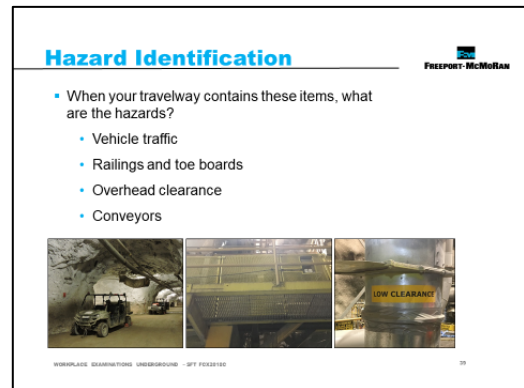 Hazard Identification
FCX
FREEPORT-MCMORAN
▪ When your travelway contains these items, what
are the hazards?
• Vehicle traffic
• Railings and toe boards
• Overhead clearance
• Conveyors
LOW CLEARANCE
WORKPLACE EXAMINATIONS UNDERGROUND - SFT FCX2018C